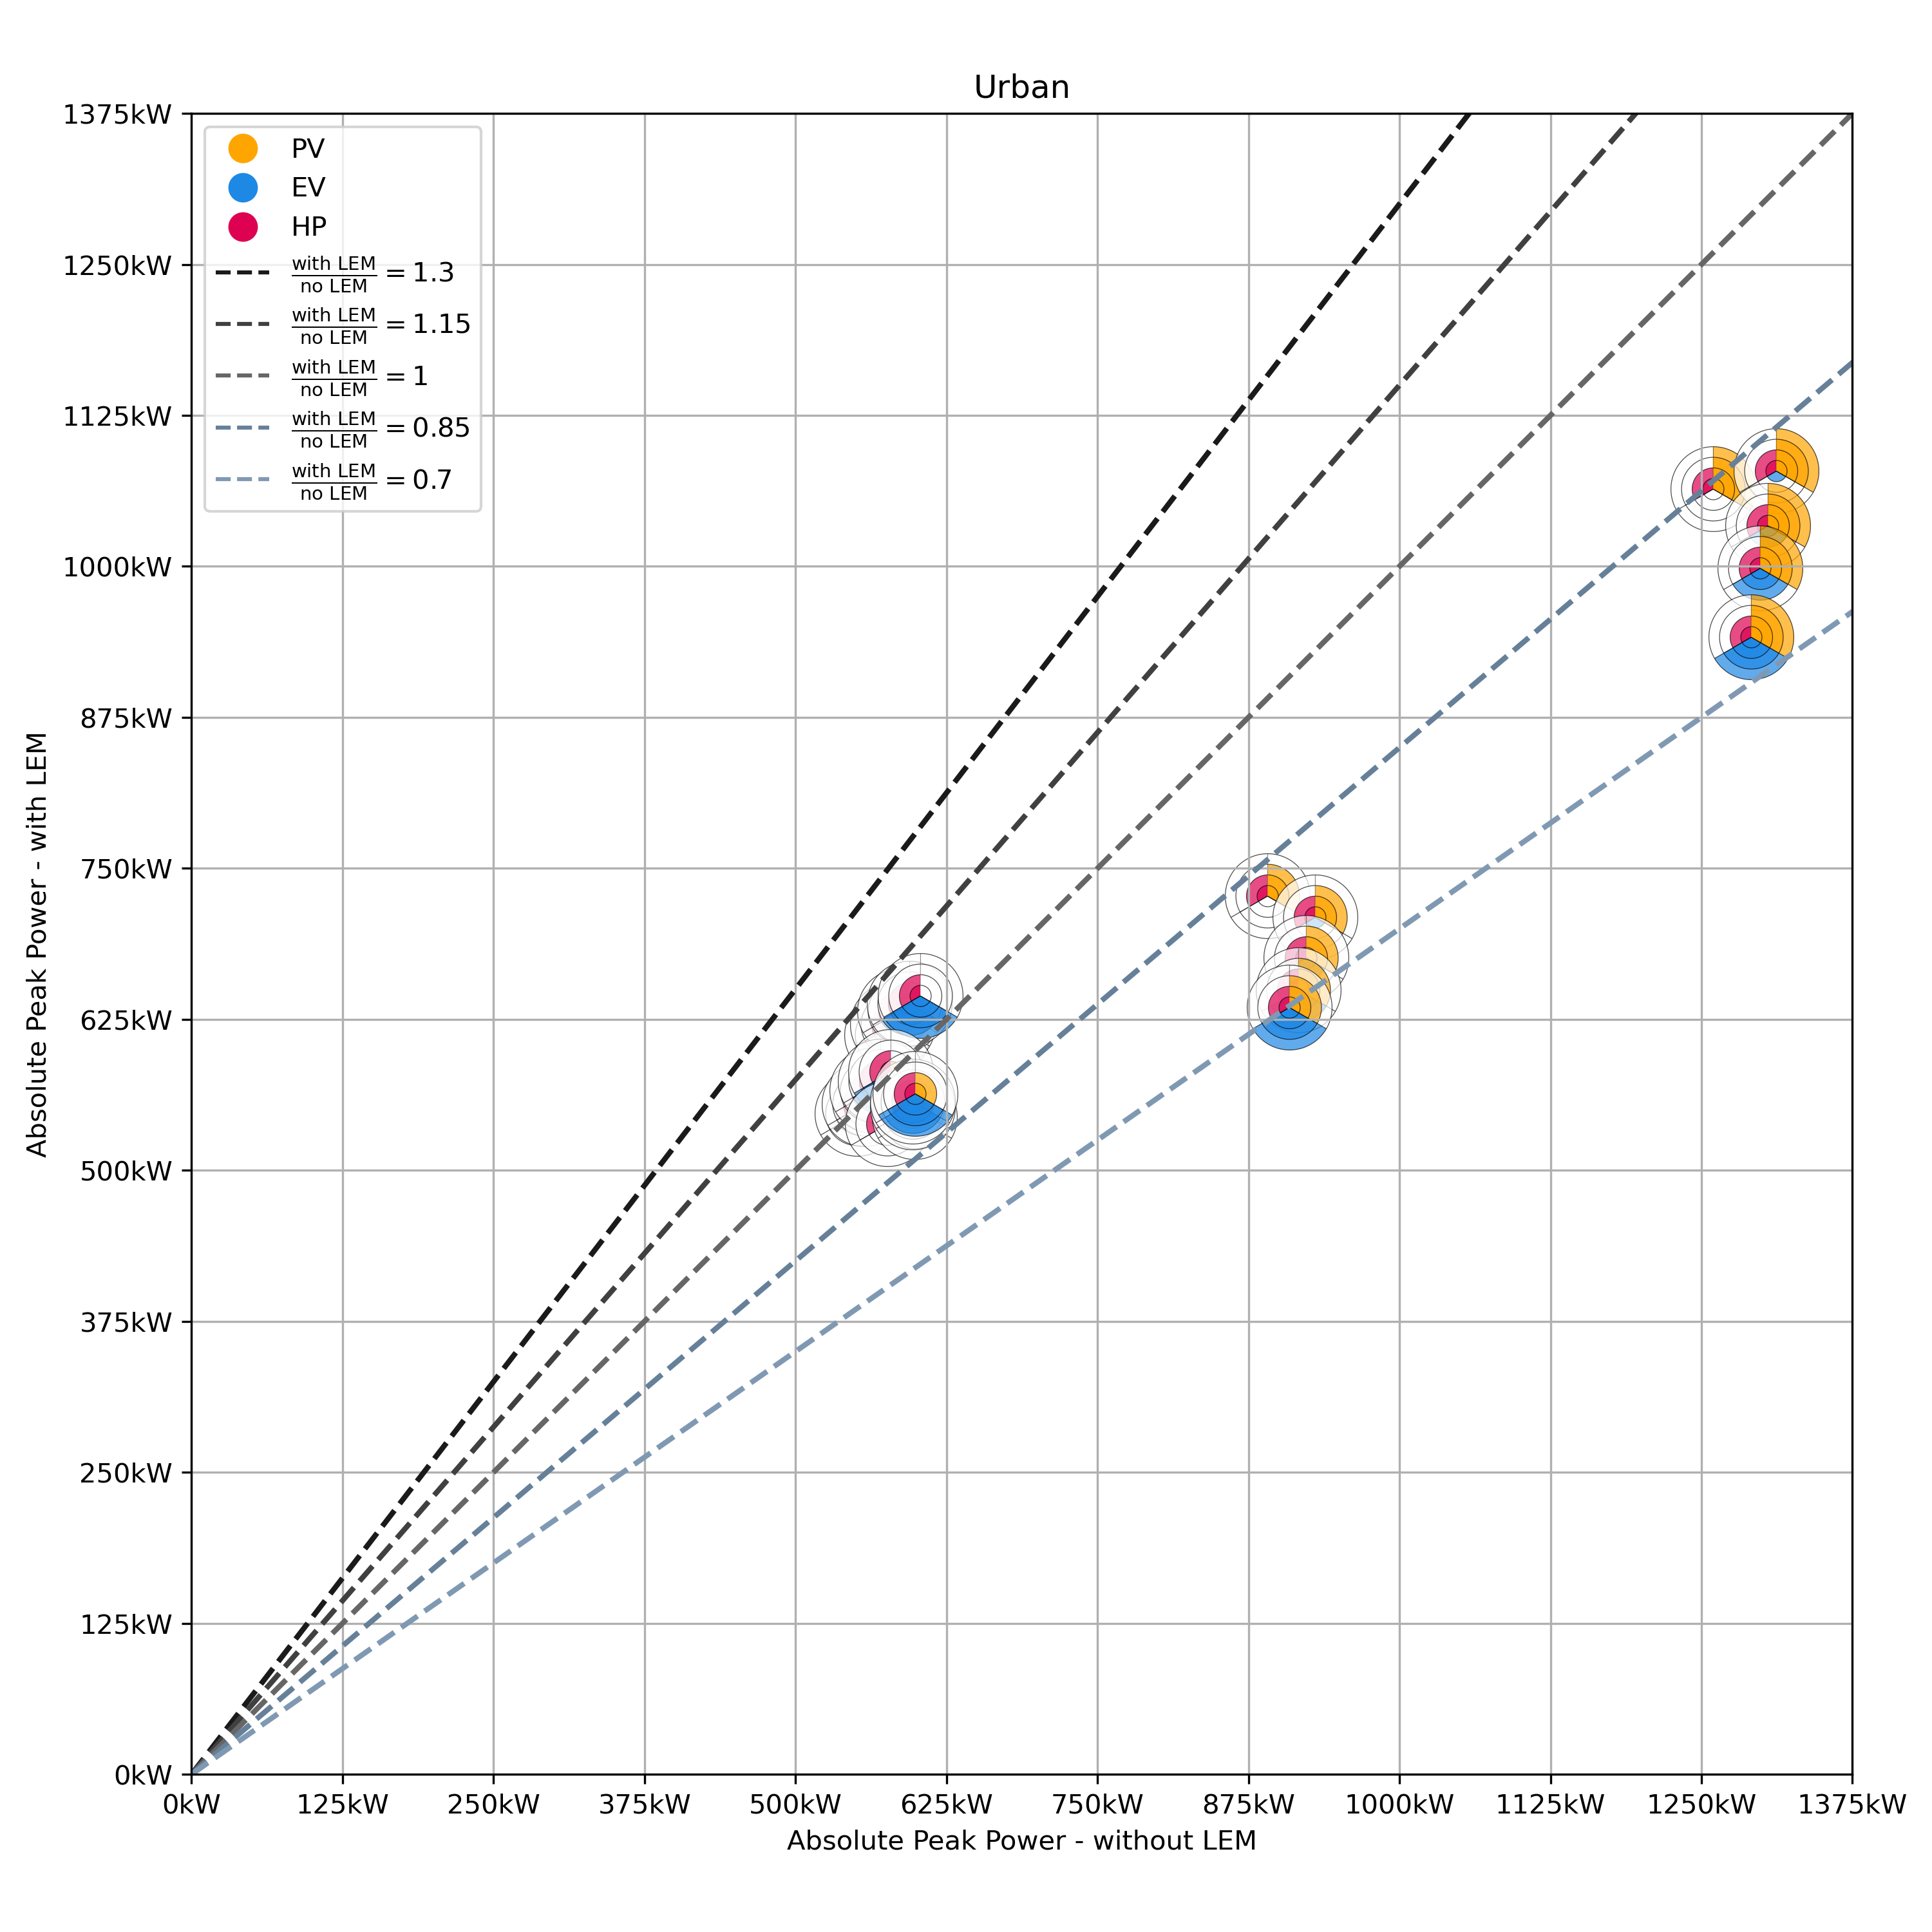 Urban
1375kW
1250kW
1125kW
1000kW
875kW
750kW
625kW
500kW
375kW
250kW
125kW
0kW
Absolute Peak Power - with LEM
PV
EV
HP
with LEM
no LEM = 1.3
with LEM
no LEM = 1.15
with LEM
no LEM = 1
with LEM
no LEM = 0.85
with LEM
no LEM = 0.7
0kW 125kW 250kW 375kW 500kW 625kW 750kW 875kW 1000kW 1125kW 1250kW 1375kW
Absolute Peak Power - without LEM